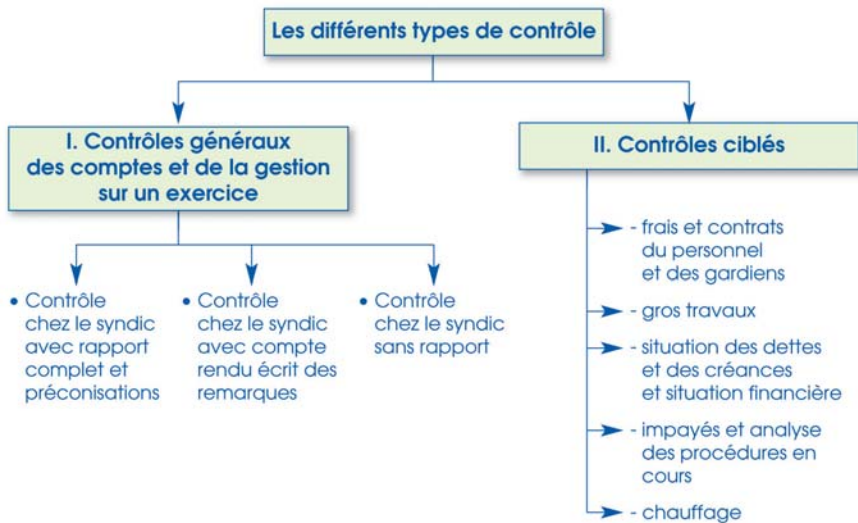 Les différents types de contrôle
I. Contrôles généraux
des comptes et de la gestion
sur un exercice
II. Contrôles ciblés
• Contrôle
chez le syndic
avec rapport
complet et
préconisations
• Contrôle
chez le syndic
avec compte
rendu écrit des
remarques
• Contrôle
chez le syndic
sans rapport
- frais et contrats
du personnel
et des gardiens
- gros travaux
- situation des dettes
et des créances
et situation financière
- impayés et analyse
des procédures en
cours
- chauffage